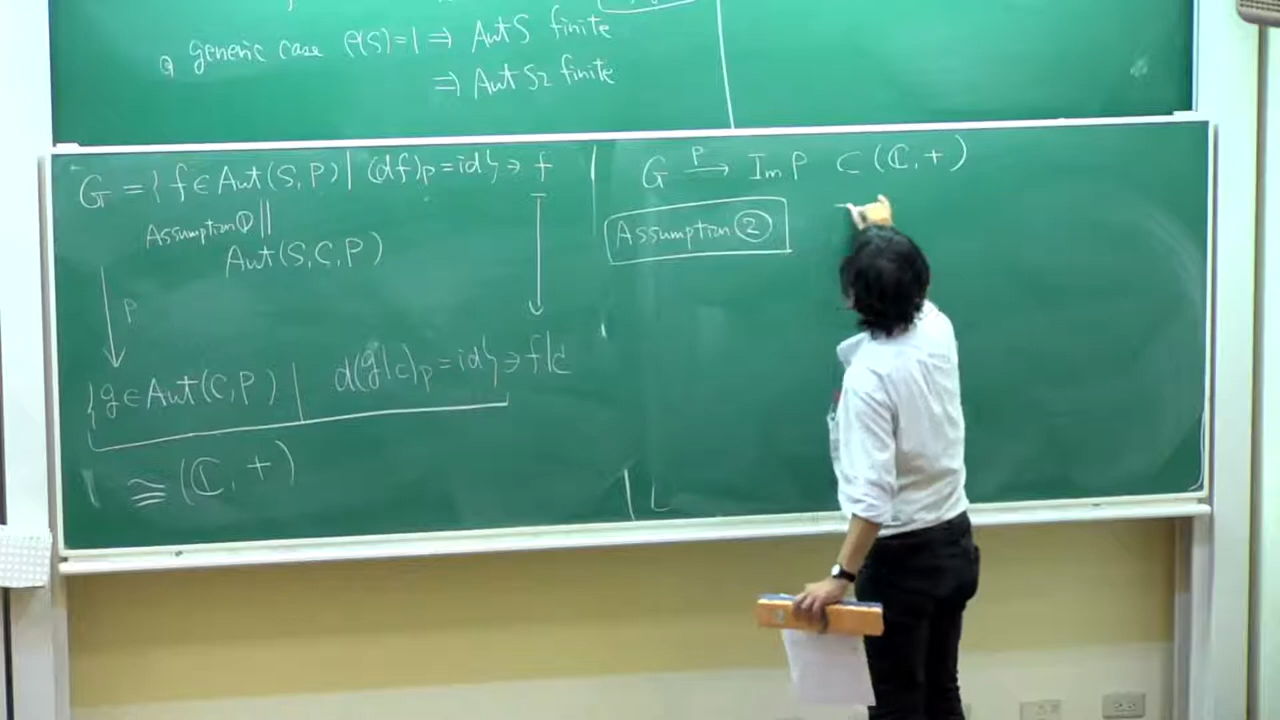 generic case ρ(S)=1 ⇒ Aut S finite
⇒ Aut S₂ finite
G = { f ∈ Aut(S, P) | (df)_P = id } ∋ f
Assumption ① ||
Aut(S, C, P)
↓ ρ
{ g ∈ Aut(C, P) | d(g|C)_P = id } ∋ f|C
≅ (ℂ, +)
G →^ρ Im ρ ⊂ (ℂ, +)
Assumption ②